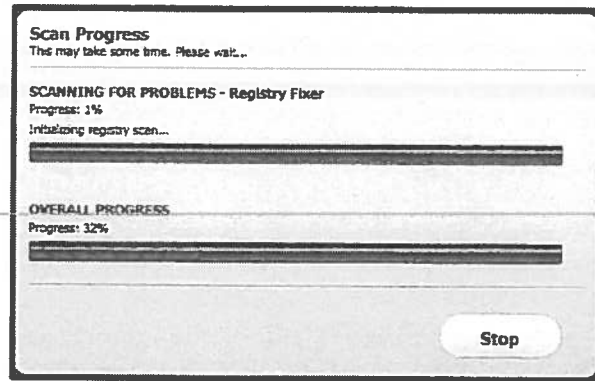 Scan Progress
This may take some time. Please wait...
SCANNING FOR PROBLEMS - Registry Fixer
Progress: 1%
Initializing registry scan...
OVERALL PROGRESS
Progress: 32%
Stop